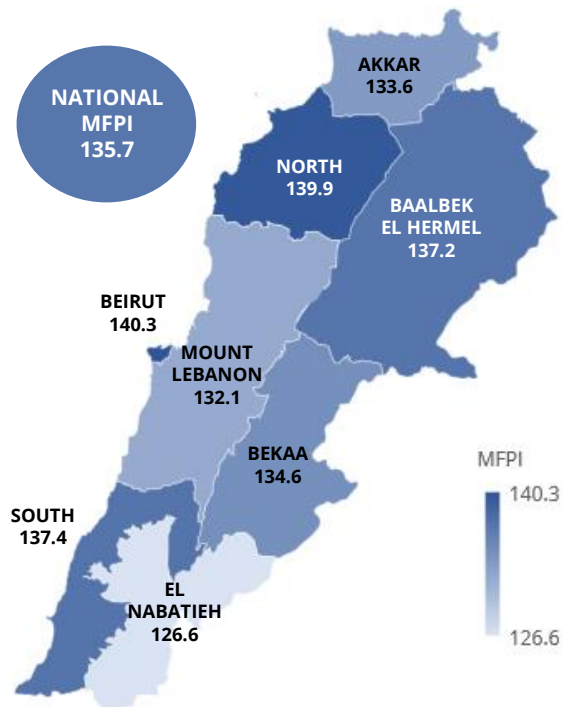 NATIONAL
MFPI
135.7
AKKAR
133.6
NORTH
139.9
BAALBEK
EL HERMEL
137.2
BEIRUT
140.3
MOUNT
LEBANON
132.1
BEKAA
134.6
SOUTH
137.4
EL
NABATIEH
126.6
MFPI
140.3
126.6